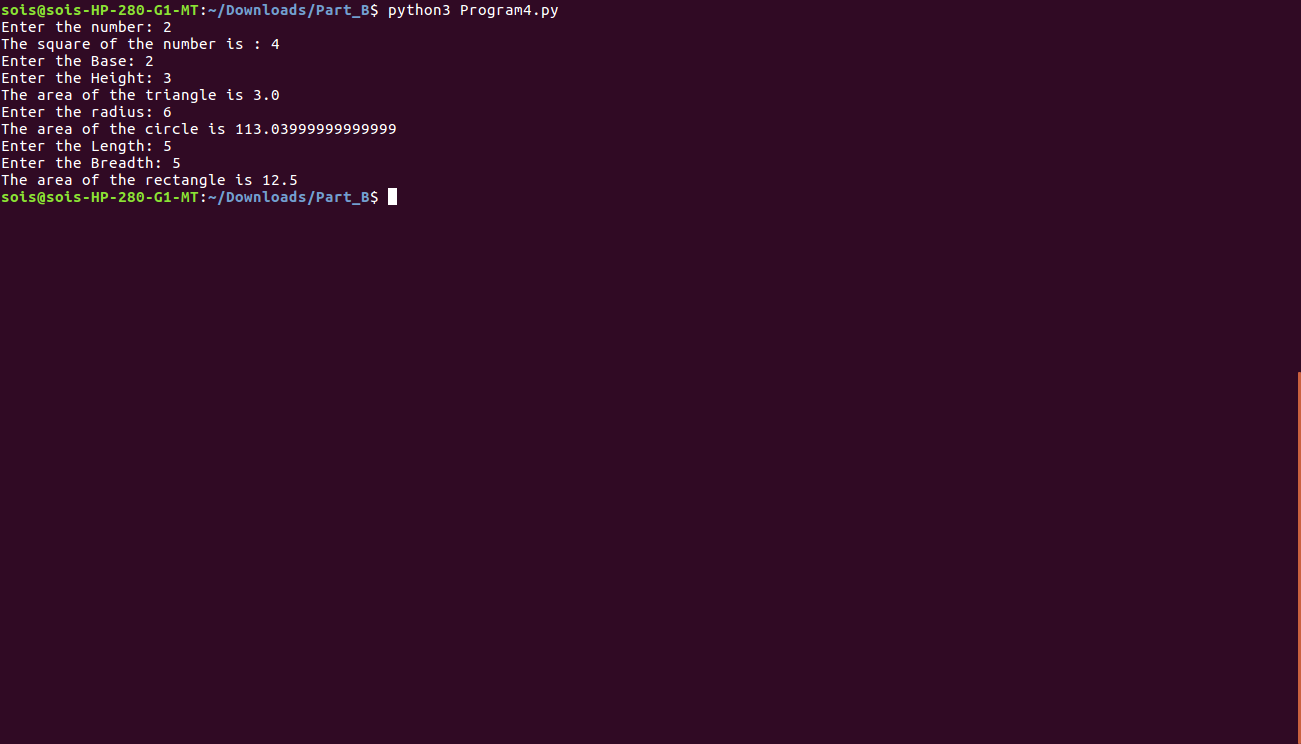 sois@sois-HP-280-G1-MT:~/Downloads/Part_B$ python3 Program4.py
Enter the number: 2
The square of the number is : 4
Enter the Base: 2
Enter the Height: 3
The area of the triangle is 3.0
Enter the radius: 6
The area of the circle is 113.03999999999999
Enter the Length: 5
Enter the Breadth: 5
The area of the rectangle is 12.5
sois@sois-HP-280-G1-MT:~/Downloads/Part_B$